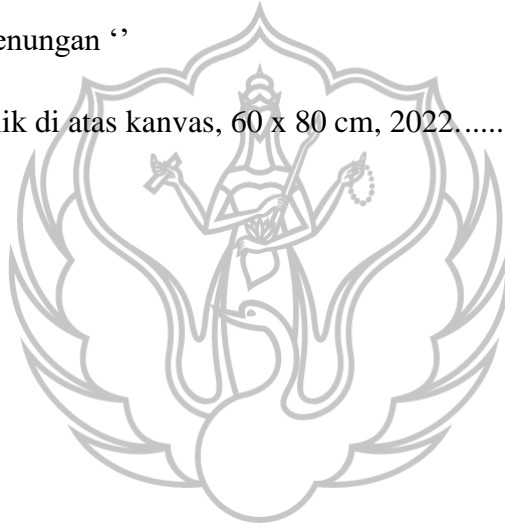 enungan ‘’
ik di atas kanvas, 60 x 80 cm, 2022......